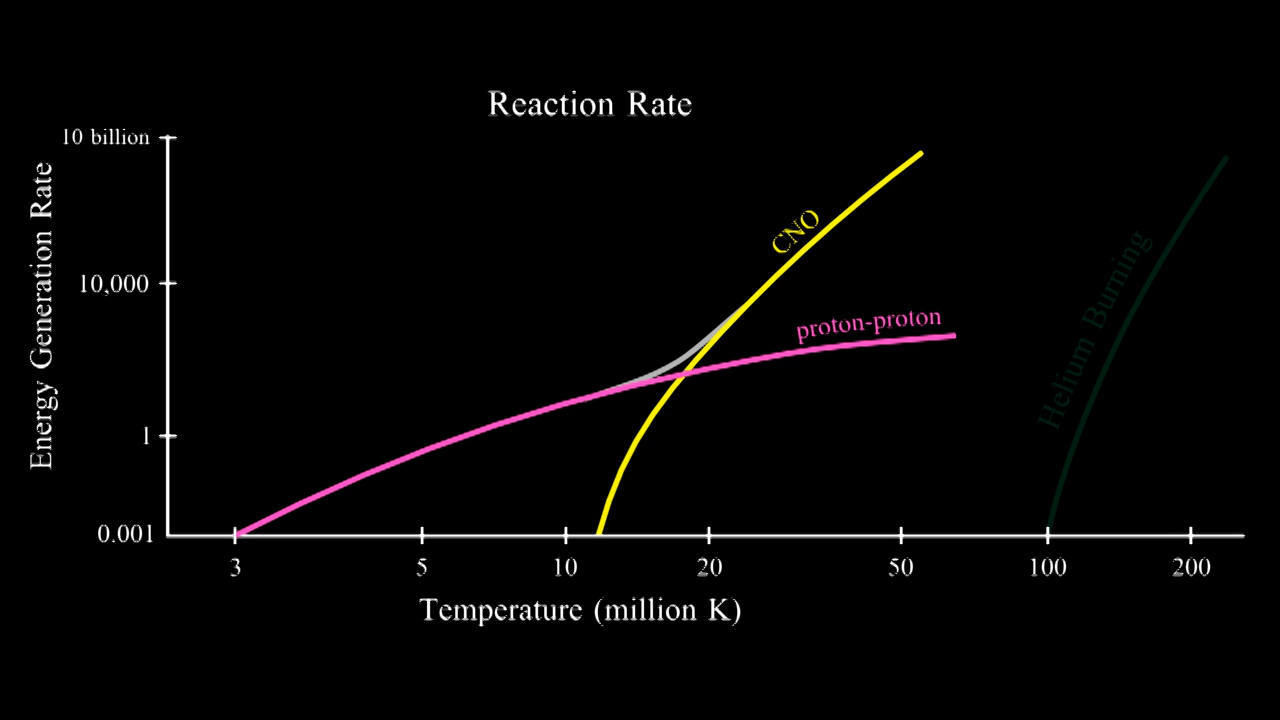 Reaction Rate
10 billion
10,000
1
0.001
Energy Generation Rate
CNO
proton-proton
Helium Burning
3 5 10 20 50 100 200
Temperature (million K)